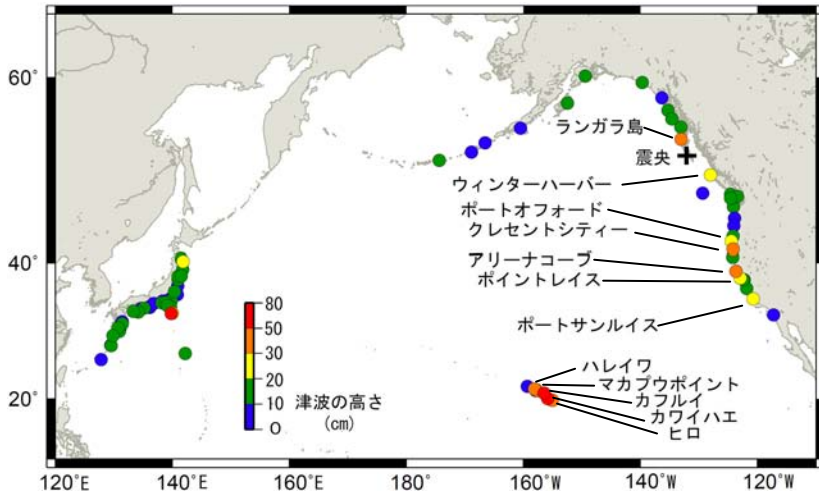 60°
40°
20°
ランガラ島
震央
ウィンターハーバー
ポートオフォード
クレセントシティー
アリーナコーブ
ポイントレイス
ポートサンルイス
ハレイワ
マカプウポイント
カフルイ
カワイハエ
ヒロ
80
50
30
20
10
0
津波の高さ
(cm)
120°E 140°E 160°E 180° 160°W 140°W 120°W